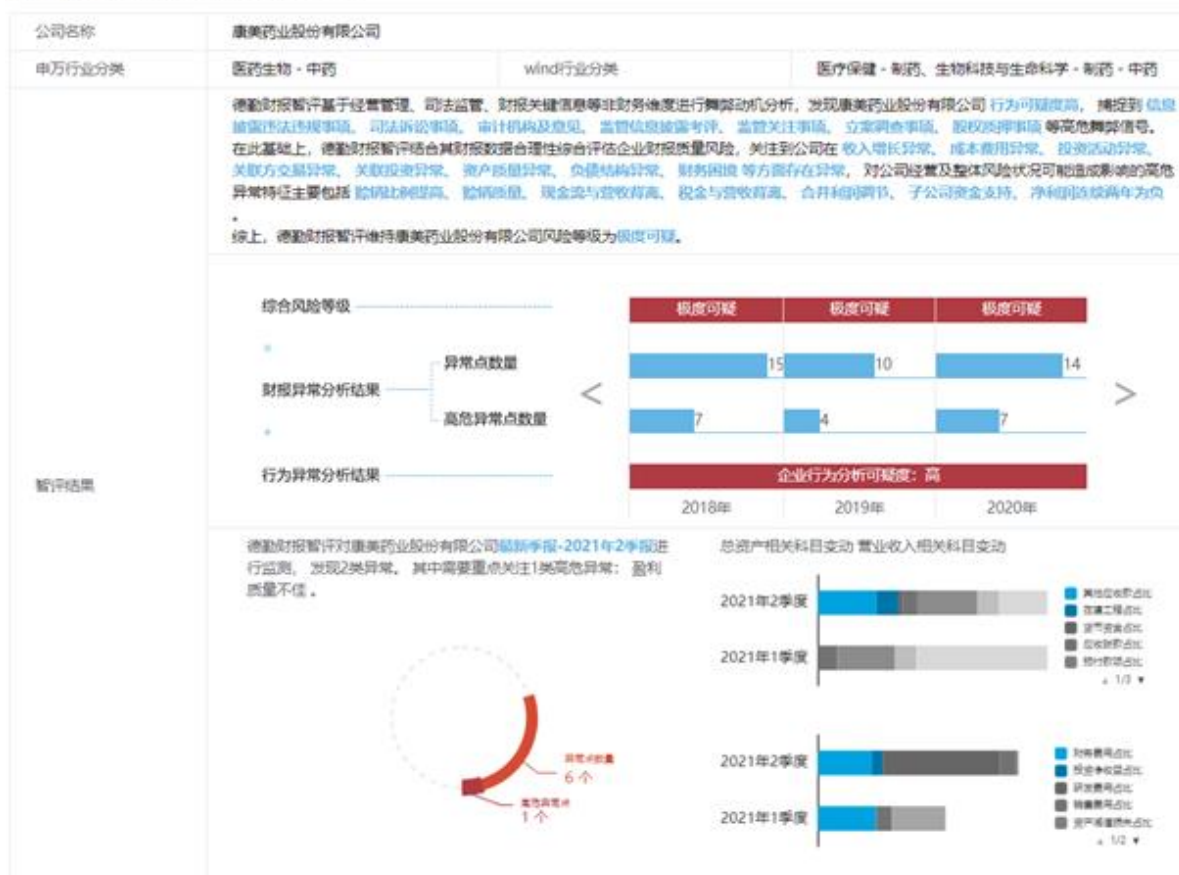 公司名称
康美药业股份有限公司
申万行业分类
医药生物 - 中药
wind行业分类
医疗保健 - 制药、生物科技与生命科学 - 制药 - 中药
智评结果
德勤财报智评基于经营管理、司法监管、财报关键信息等非财务维度进行舞弊动机分析，发现康美药业股份有限公司 行为可疑度高， 捕捉到 信息
披露违法违规事项、 司法诉讼事项、 审计机构及意见、 监管信息披露考评、 监管关注事项、 立案调查事项、 股权质押事项 等高危舞弊信号。
在此基础上，德勤财报智评结合其财报数据合理性综合评估企业财报质量风险，关注到公司在 收入增长异常、 成本费用异常、 投资活动异常、
关联方交易异常、 关联投资异常、 资产质量异常、 负债结构异常、 财务困境 等方面存在异常， 对公司经营及整体风险状况可能造成影响的高危
异常特征主要包括 赊销比例提高、 赊销质量、 现金流与营收背离、 税金与营收背离、 合并利润调节、 子公司资金支持、 净利润连续两年为负
。
综上，德勤财报智评维持康美药业股份有限公司风险等级为极度可疑。
综合风险等级
极度可疑
极度可疑
极度可疑
异常点数量
15
10
14
财报异常分析结果
<
>
高危异常点数量
7
4
7
行为异常分析结果
企业行为分析可疑度：高
2018年
2019年
2020年
德勤财报智评对康美药业股份有限公司最新季报-2021年2季报进
行监测， 发现2类异常。 其中需要重点关注1类高危异常： 盈利
质量不佳 。
异常点数量
6 个
高危异常点
1 个
总资产相关科目变动 营业收入相关科目变动
2021年2季度
2021年1季度
其他应收款占比
在建工程占比
货币资金占比
应收账款占比
预付款项占比
▲ 1/3 ▼
2021年2季度
2021年1季度
财务费用占比
投资净收益占比
研发费用占比
销售费用占比
资产减值损失占比
▲ 1/2 ▼